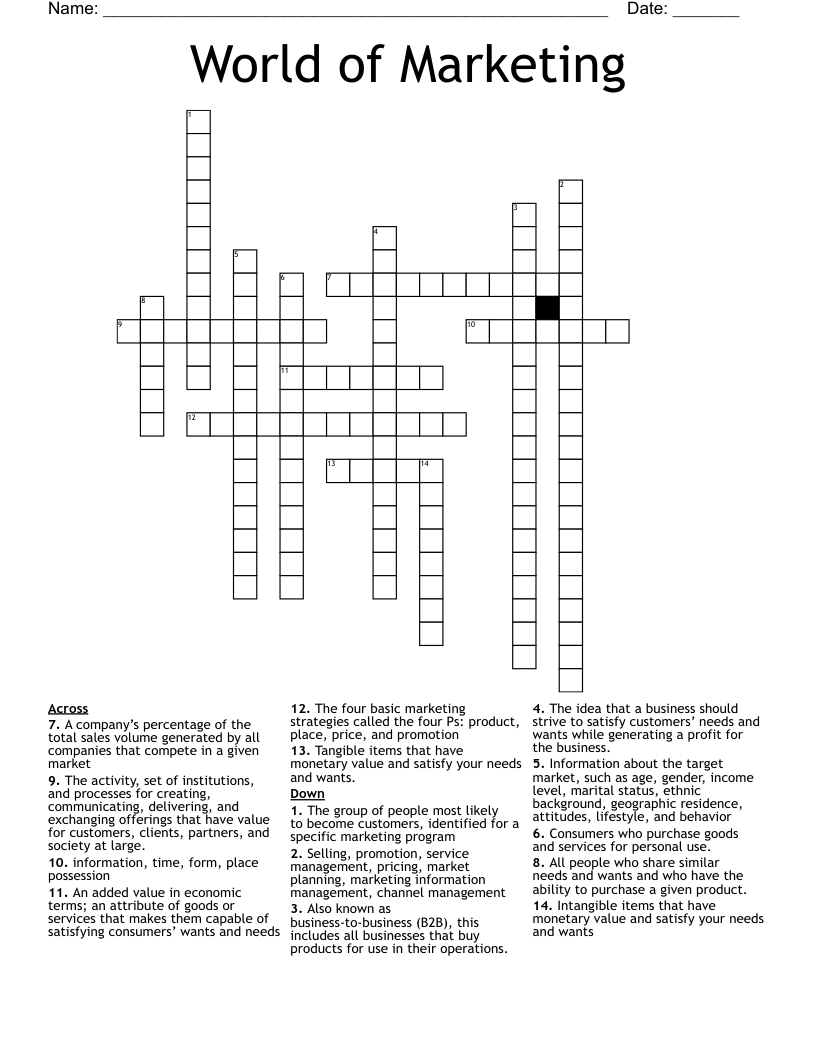 Name: ______________________________________________________ Date: _______
World of Marketing
1
2
3
4
5
6
7
8
9
10
11
12
13
14
Across
7. A company’s percentage of the
total sales volume generated by all
companies that compete in a given
market
9. The activity, set of institutions,
and processes for creating,
communicating, delivering, and
exchanging offerings that have value
for customers, clients, partners, and
society at large.
10. information, time, form, place
possession
11. An added value in economic
terms; an attribute of goods or
services that makes them capable of
satisfying consumers’ wants and needs
12. The four basic marketing
strategies called the four Ps: product,
place, price, and promotion
13. Tangible items that have
monetary value and satisfy your needs
and wants.
Down
1. The group of people most likely
to become customers, identified for a
specific marketing program
2. Selling, promotion, service
management, pricing, market
planning, marketing information
management, channel management
3. Also known as
business-to-business (B2B), this
includes all businesses that buy
products for use in their operations.
4. The idea that a business should
strive to satisfy customers’ needs and
wants while generating a profit for
the business.
5. Information about the target
market, such as age, gender, income
level, marital status, ethnic
background, geographic residence,
attitudes, lifestyle, and behavior
6. Consumers who purchase goods
and services for personal use.
8. All people who share similar
needs and wants and who have the
ability to purchase a given product.
14. Intangible items that have
monetary value and satisfy your needs
and wants